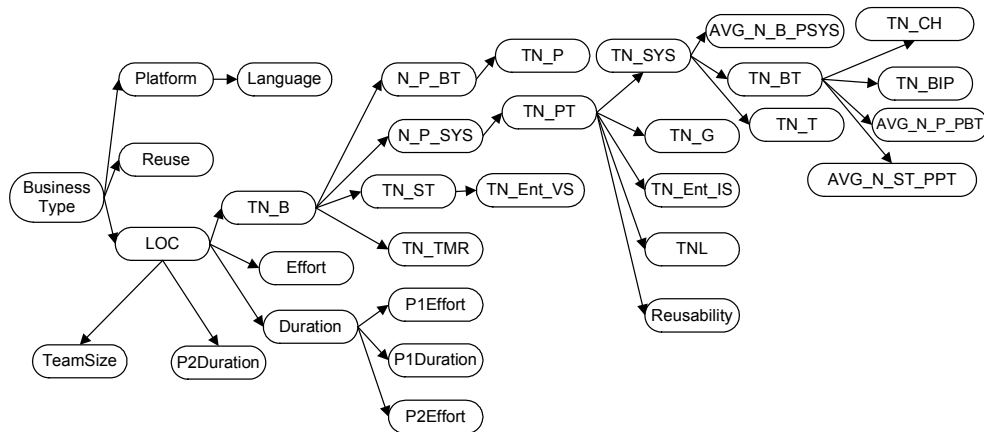 TN_CH
AVG_N_B_PSYS
TN_SYS
TN_P
Platform
Language
N_P_BT
TN_BT
TN_BIP
TN_PT
N_P_SYS
TN_G
TN_T
AVG_N_P_PBT
Reuse
Business
Type
TN_ST
TN_Ent_VS
TN_Ent_IS
AVG_N_ST_PPT
TN_B
LOC
TN_TMR
TNL
Effort
P1Effort
Reusability
Duration
TeamSize
P2Duration
P1Duration
P2Effort